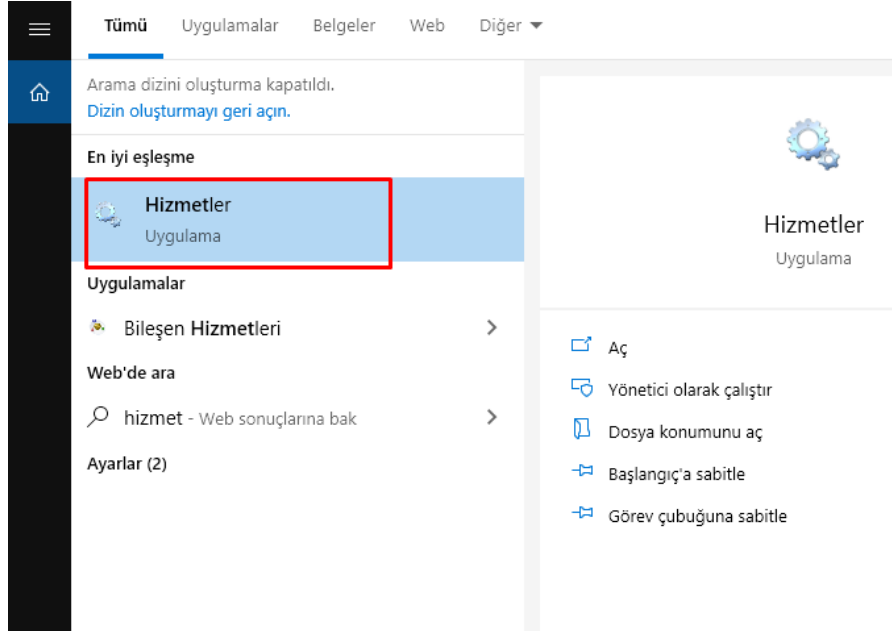 Tümü Uygulamalar Belgeler Web Diğer
Arama dizini oluşturma kapatıldı.
Dizin oluşturmayı geri açın.
En iyi eşleşme
Hizmetler
Uygulama
Uygulamalar
Bileşen Hizmetleri
Web'de ara
hizmet - Web sonuçlarına bak
Ayarlar (2)
Hizmetler
Uygulama
Aç
Yönetici olarak çalıştır
Dosya konumunu aç
Başlangıç'a sabitle
Görev çubuğuna sabitle